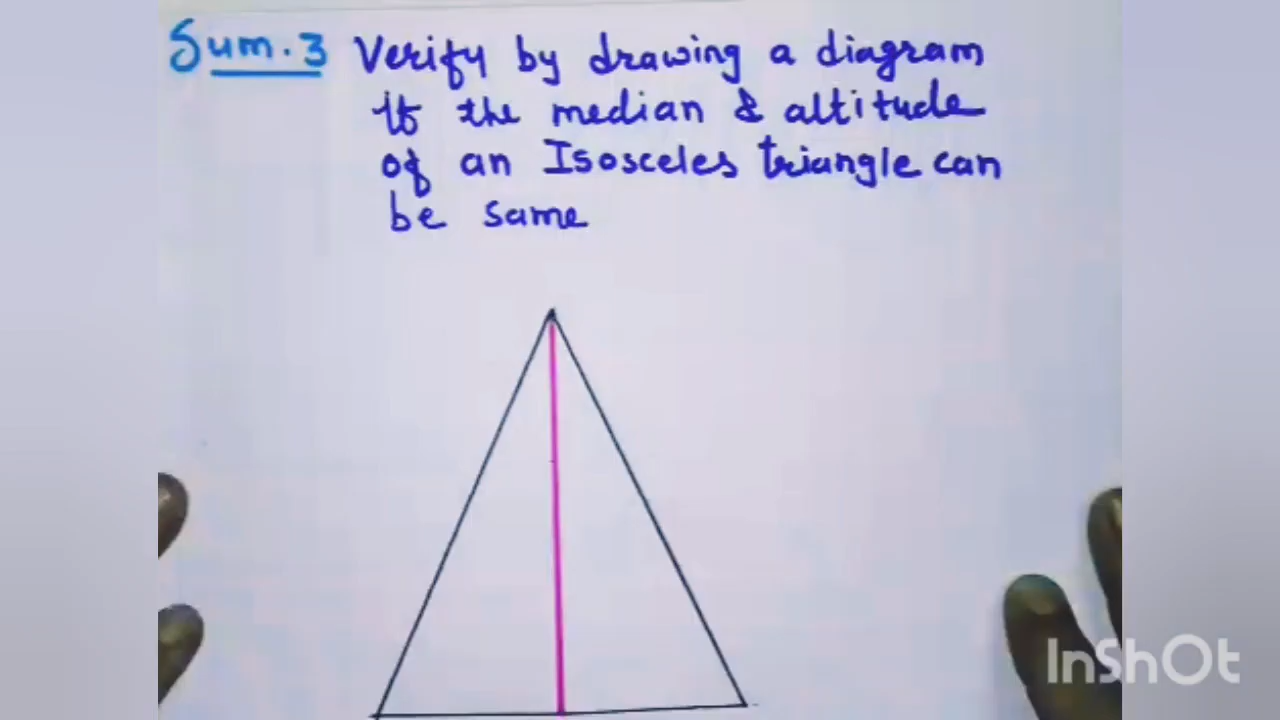 Sum.3 Verify by drawing a diagram
If the median & altitude
of an Isosceles triangle can
be same
InShOt